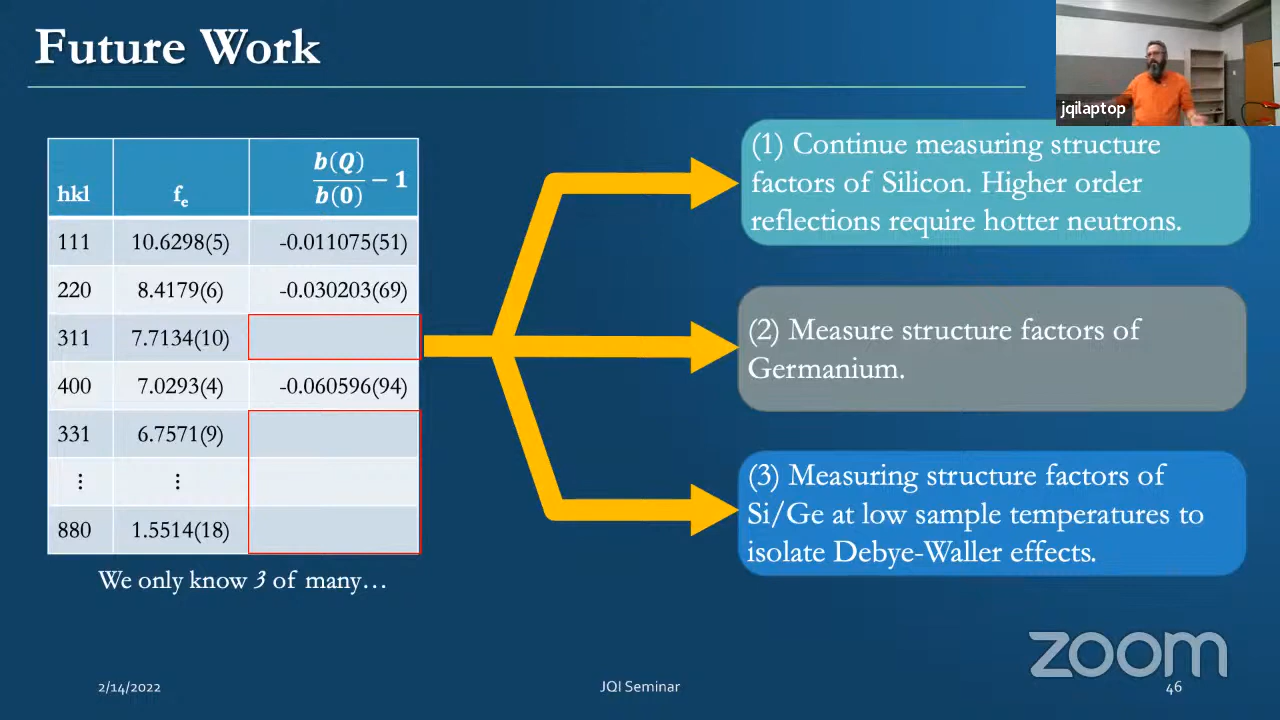 Future Work
jqilaptop
hkl fe b(Q)/b(0) − 1
111 10.6298(5) -0.011075(51)
220 8.4179(6) -0.030203(69)
311 7.7134(10)
400 7.0293(4) -0.060596(94)
331 6.7571(9)
⋮ ⋮
880 1.5514(18)
We only know 3 of many…
(1) Continue measuring structure
factors of Silicon. Higher order
reflections require hotter neutrons.
(2) Measure structure factors of
Germanium.
(3) Measuring structure factors of
Si/Ge at low sample temperatures to
isolate Debye-Waller effects.
zoom
2/14/2022 JQI Seminar 46